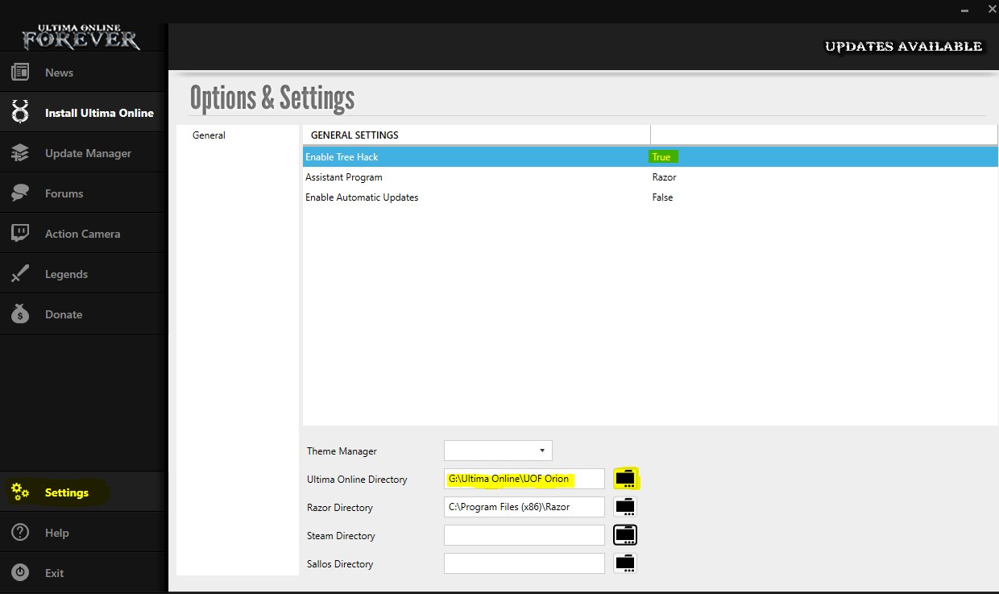 ULTIMA ONLINE
FOREVER
UPDATES AVAILABLE
News
Install Ultima Online
Update Manager
Forums
Action Camera
Legends
Donate
Settings
Help
Exit
Options & Settings
General
GENERAL SETTINGS
Enable Tree Hack True
Assistant Program Razor
Enable Automatic Updates False
Theme Manager
Ultima Online Directory G:\Ultima Online\UOF Orion
Razor Directory C:\Program Files (x86)\Razor
Steam Directory
Sallos Directory